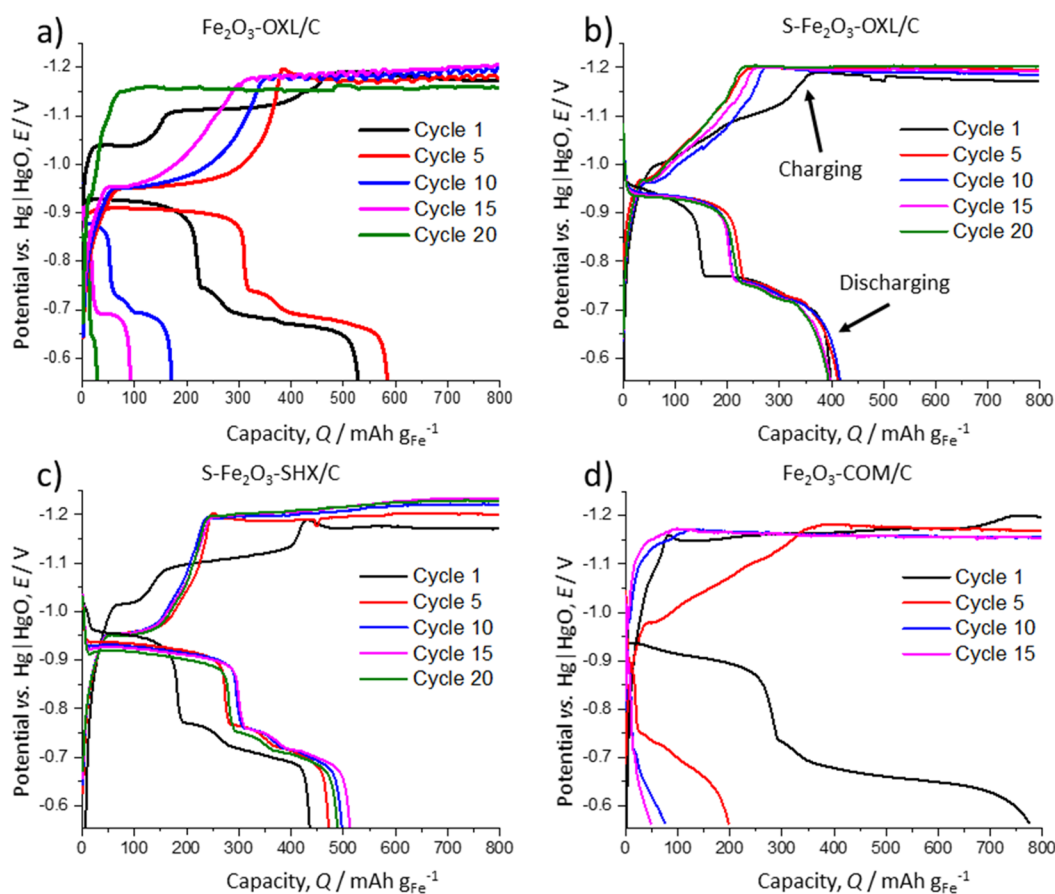 a)
Fe₂O₃-OXL/C
-1.2
-1.1
-1.0
-0.9
-0.8
-0.7
-0.6
Potential vs. Hg|HgO, E / V
Cycle 1
Cycle 5
Cycle 10
Cycle 15
Cycle 20
0 100 200 300 400 500 600 700 800
Capacity, Q / mAh gFe⁻¹
b)
S-Fe₂O₃-OXL/C
-1.2
-1.1
-1.0
-0.9
-0.8
-0.7
-0.6
Potential vs. Hg|HgO, E / V
Cycle 1
Cycle 5
Cycle 10
Cycle 15
Cycle 20
Charging
Discharging
0 100 200 300 400 500 600 700 800
Capacity, Q / mAh gFe⁻¹
c)
S-Fe₂O₃-SHX/C
-1.2
-1.1
-1.0
-0.9
-0.8
-0.7
-0.6
Potential vs. Hg|HgO, E / V
Cycle 1
Cycle 5
Cycle 10
Cycle 15
Cycle 20
0 100 200 300 400 500 600 700 800
Capacity, Q / mAh gFe⁻¹
d)
Fe₂O₃-COM/C
-1.2
-1.1
-1.0
-0.9
-0.8
-0.7
-0.6
Potential vs. Hg|HgO, E / V
Cycle 1
Cycle 5
Cycle 10
Cycle 15
0 100 200 300 400 500 600 700 800
Capacity, Q / mAh gFe⁻¹